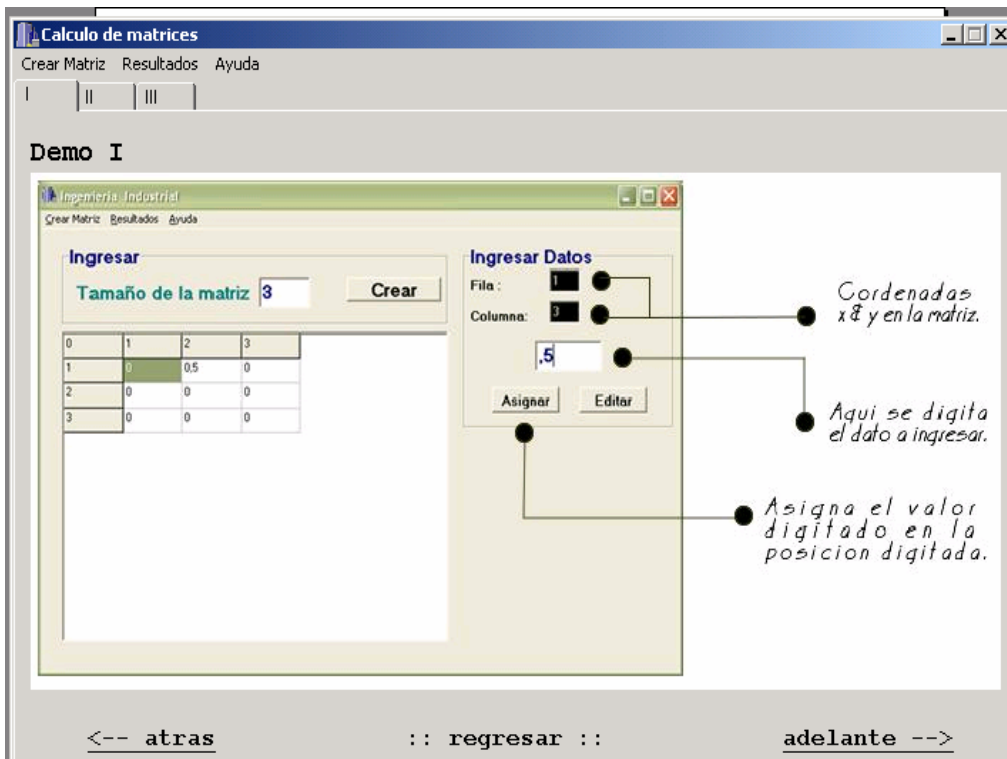 Calculo de matrices
Crear Matriz Resultados Ayuda
I II III
Demo I
Ingenieria Industrial
Crear Matriz Resultados Ayuda
Ingresar
Tamaño de la matriz 3 Crear
0 1 2 3
1 0 0,5 0
2 0 0 0
3 0 0 0
Ingresar Datos
Fila : 1
Columna: 3
,5
Asignar Editar
Cordenadas
x & y en la matriz.
Aqui se digita
el dato a ingresar.
Asigna el valor
digitado en la
posicion digitada.
<-- atras :: regresar :: adelante -->